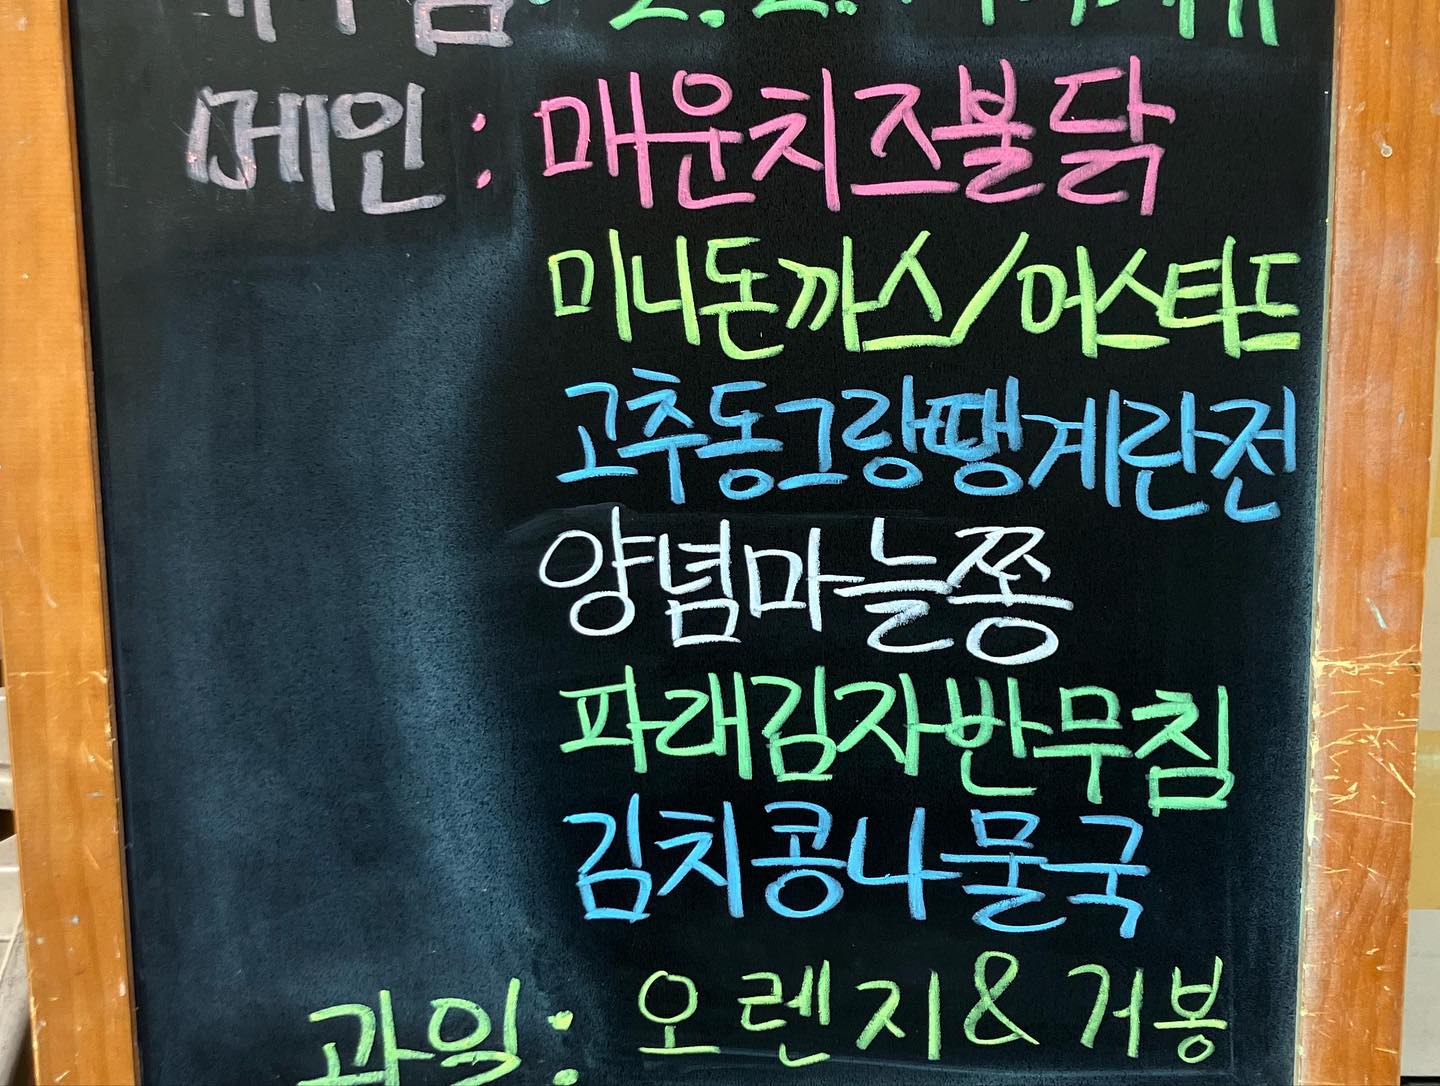 메인 : 매운치즈불닭
미니돈까스/머스타드
고추동그랑땡계란전
양념마늘쫑
파래김자반무침
김치콩나물국
과일: 오렌지 & 거봉